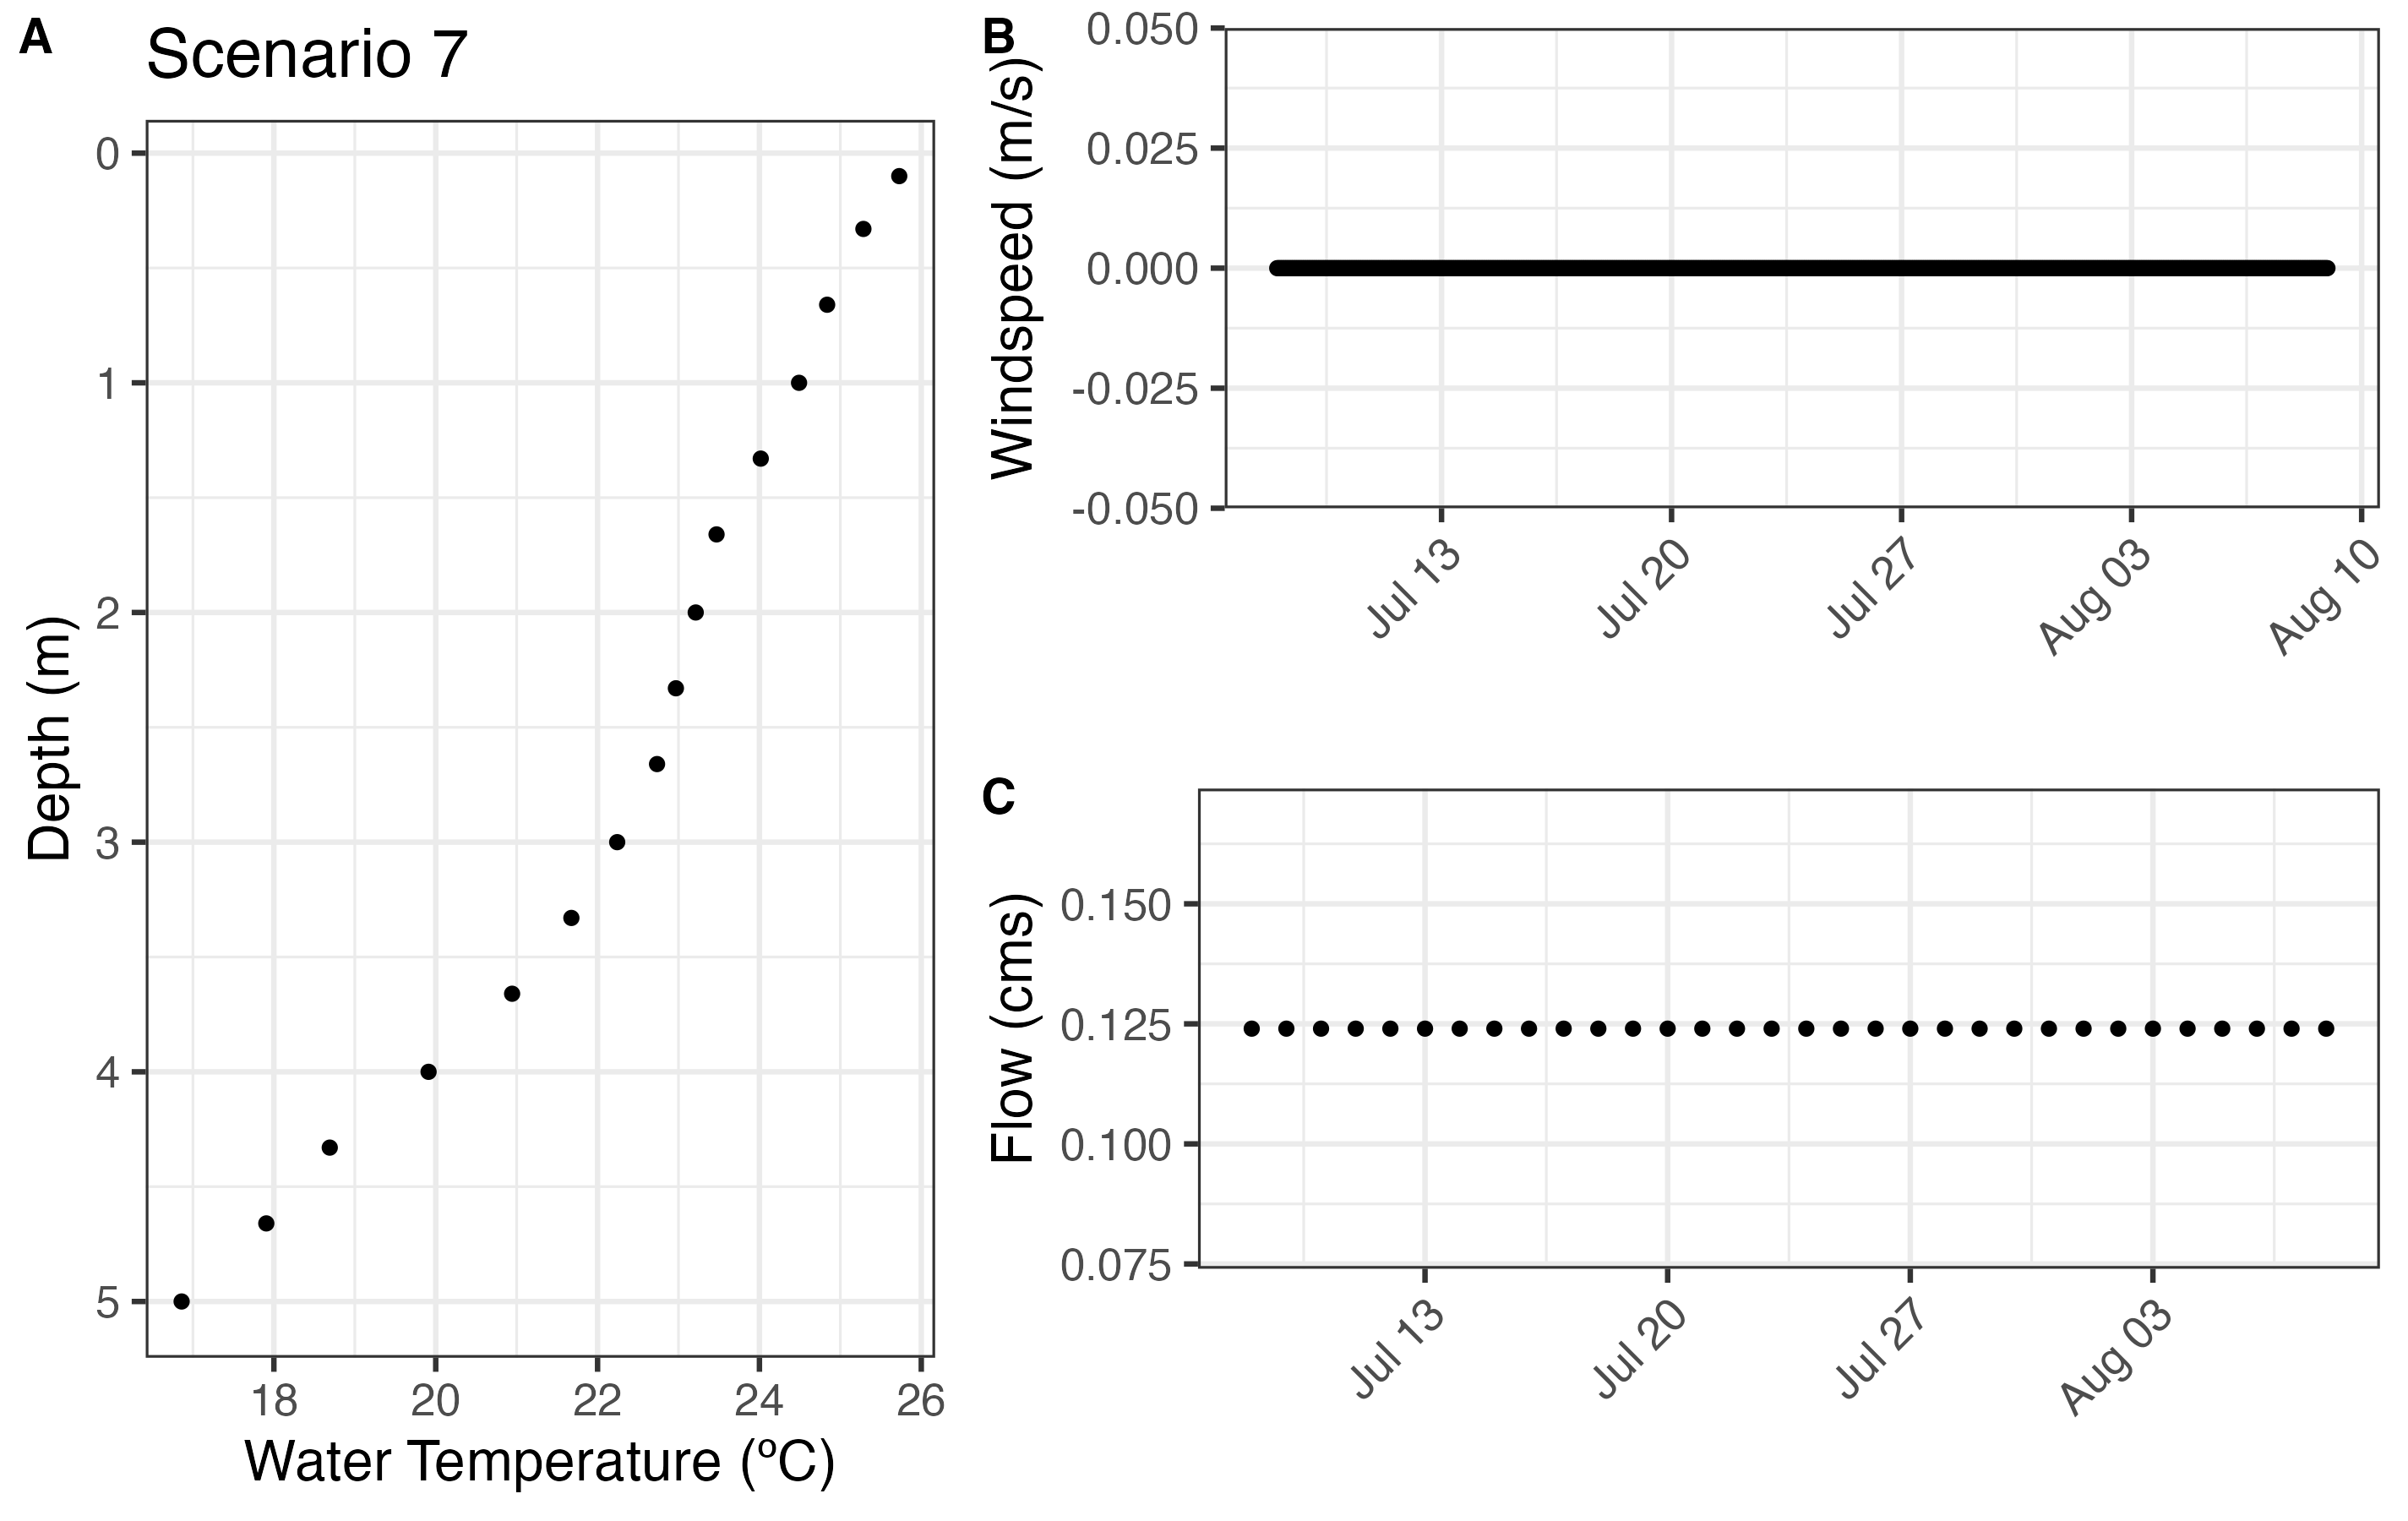 A
Scenario 7
0
1
2
3
4
5
Depth (m)
18 20 22 24 26
Water Temperature (ºC)
B
0.050
0.025
0.000
-0.025
-0.050
Windspeed (m/s)
Jul 13 Jul 20 Jul 27 Aug 03 Aug 10
C
0.150
0.125
0.100
0.075
Flow (cms)
Jul 13 Jul 20 Jul 27 Aug 03